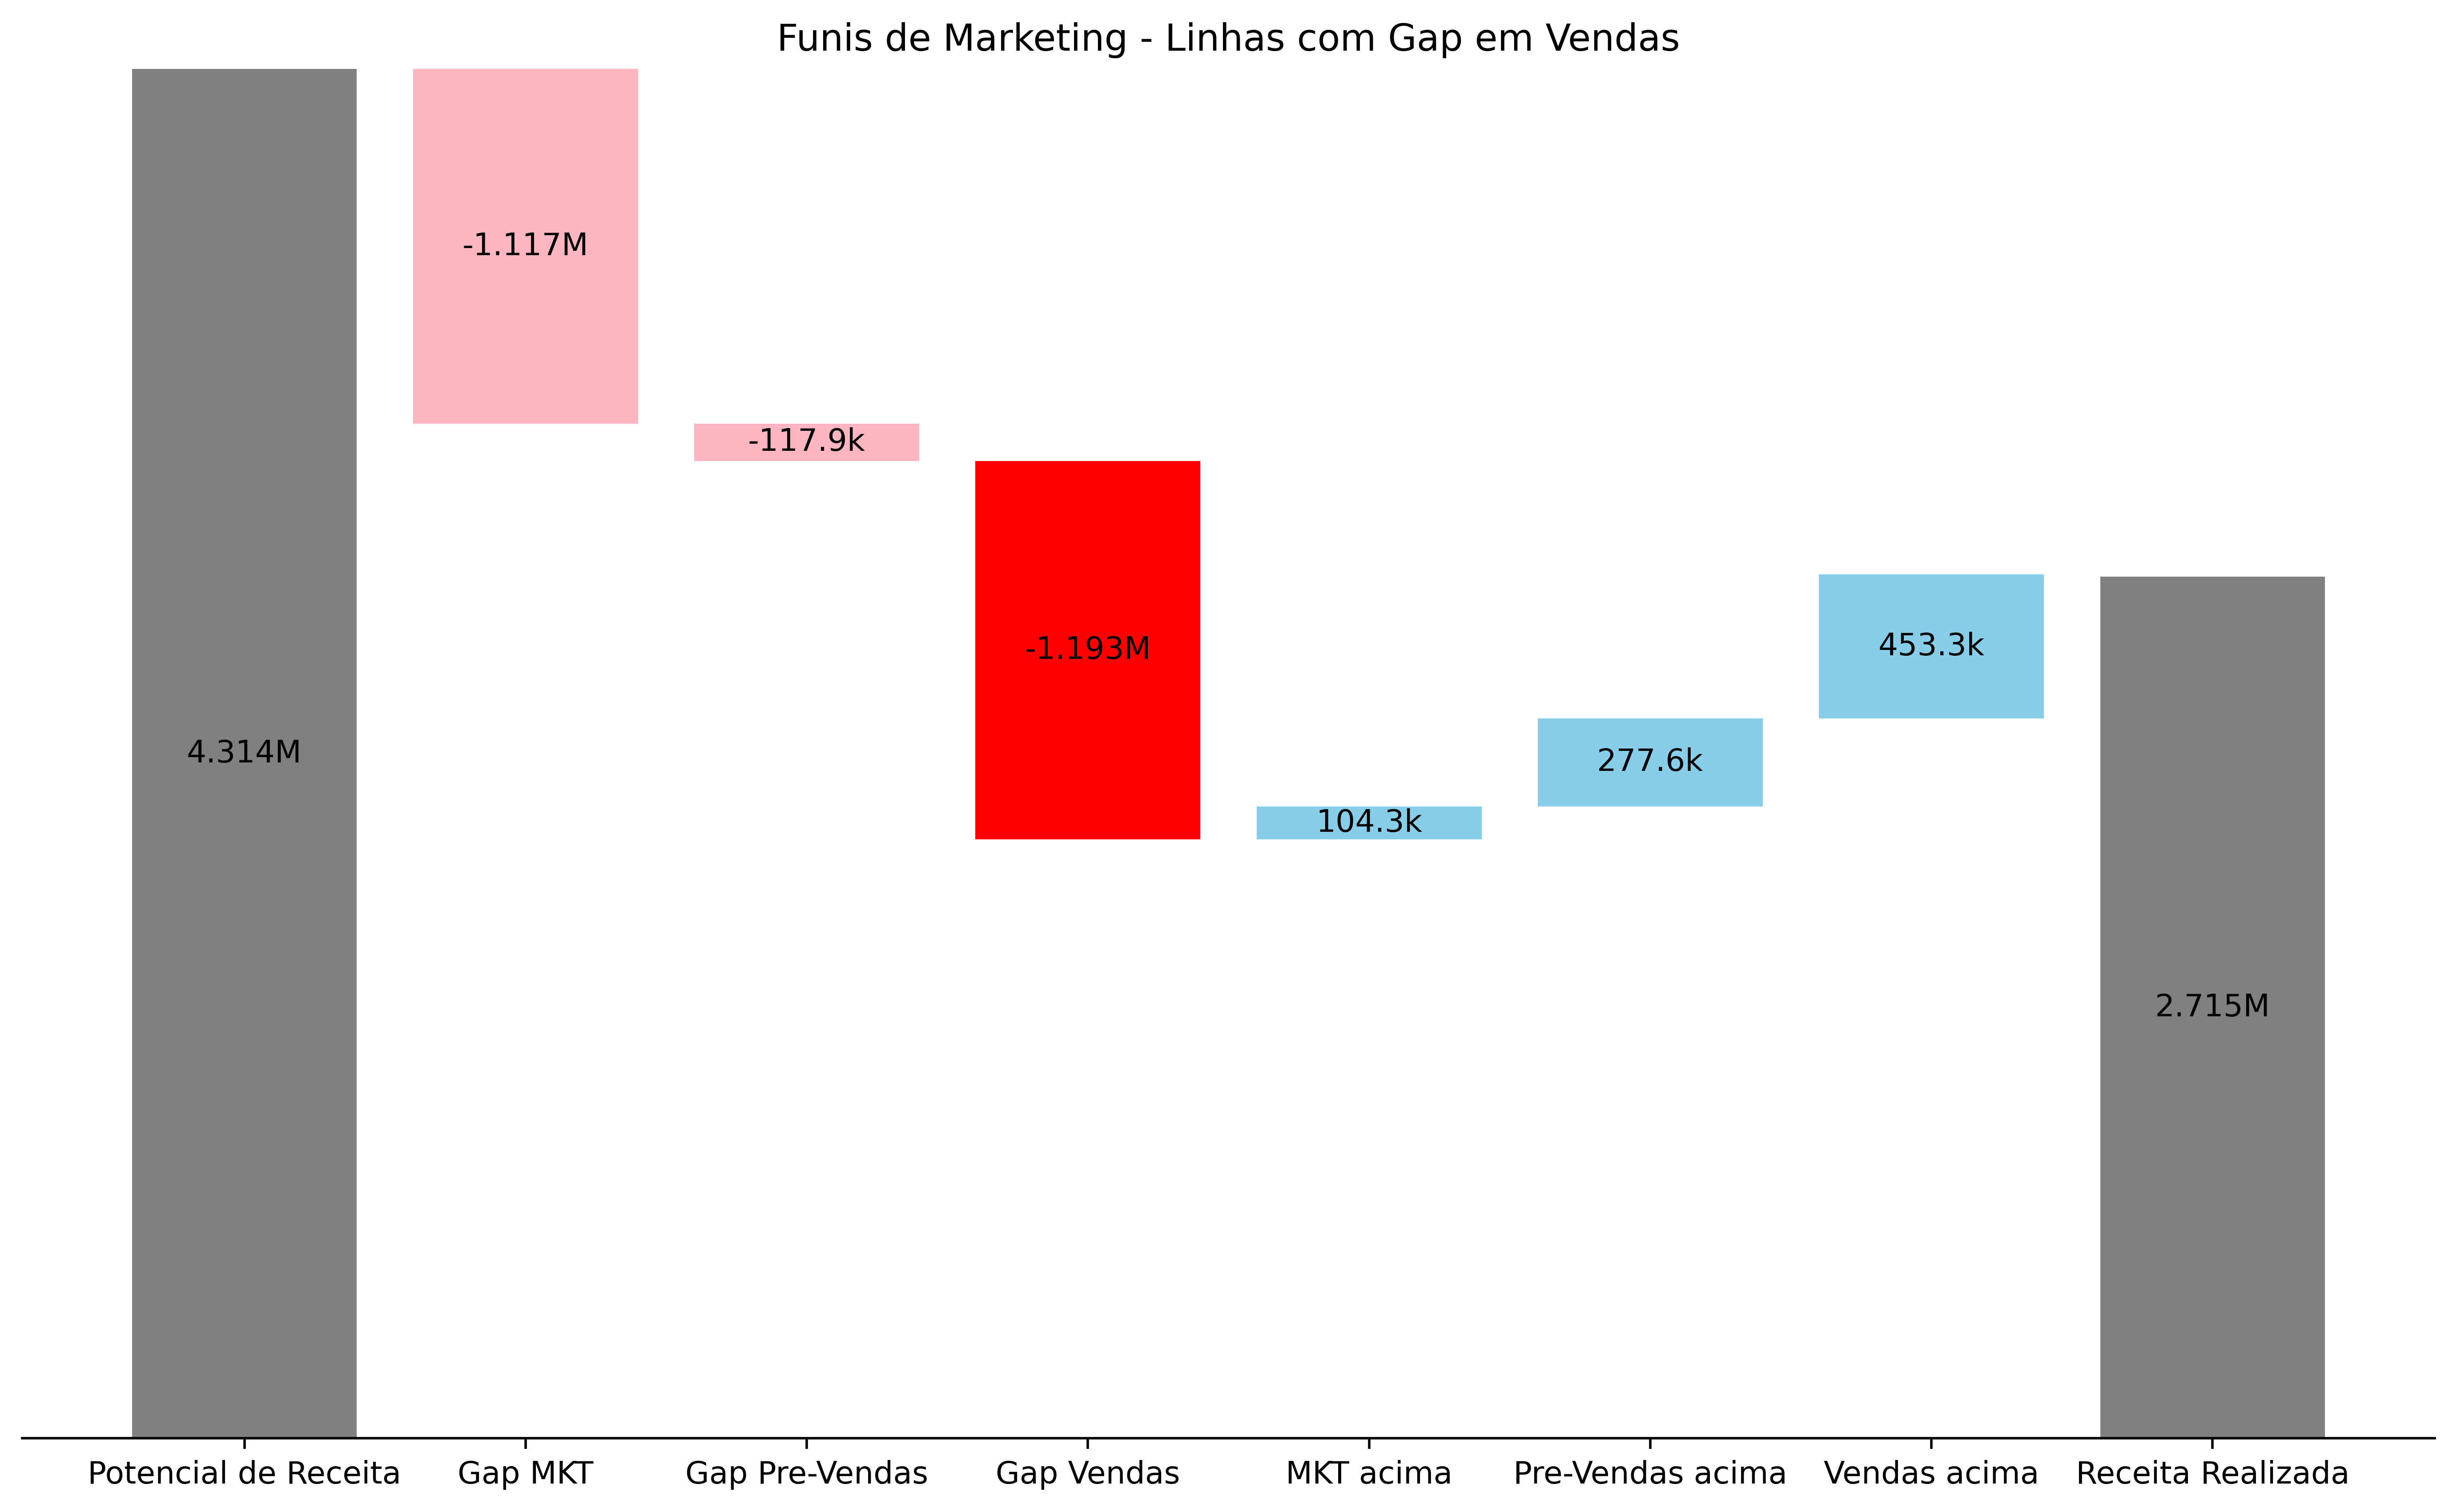 Funis de Marketing - Linhas com Gap em Vendas
-1.117M
-117.9k
-1.193M
453.3k
4.314M
277.6k
104.3k
2.715M
Potencial de Receita Gap MKT Gap Pre-Vendas Gap Vendas MKT acima Pre-Vendas acima Vendas acima Receita Realizada